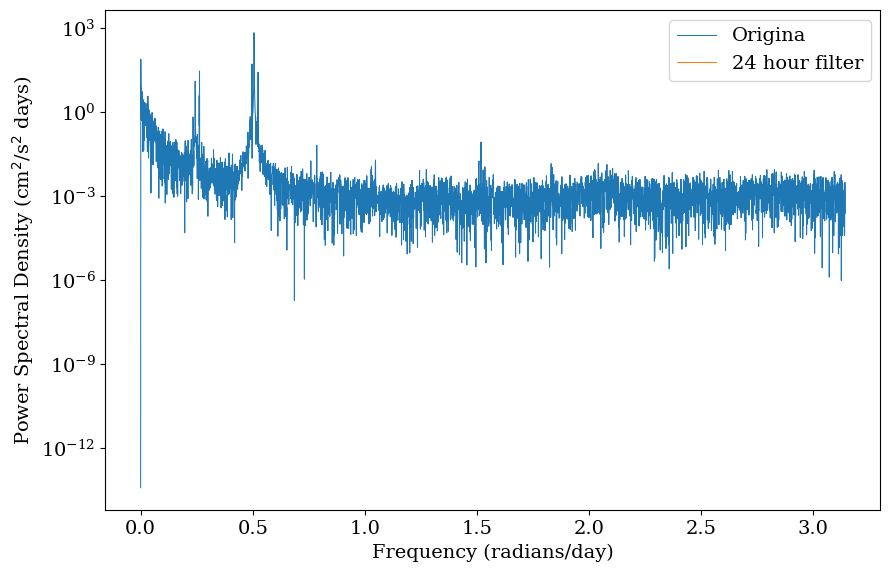 Origina
24 hour filter
Power Spectral Density (cm²/s² days)
10³
10⁰
10⁻³
10⁻⁶
10⁻⁹
10⁻¹²
0.0 0.5 1.0 1.5 2.0 2.5 3.0
Frequency (radians/day)